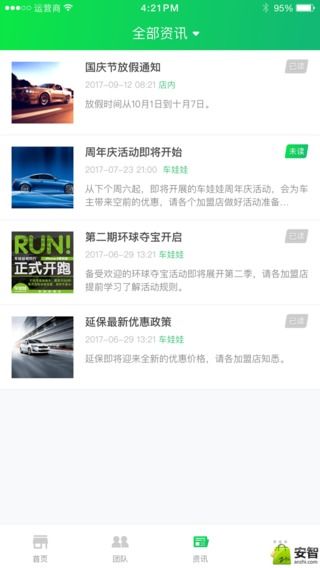 运营商 4:21PM 95%
全部资讯
国庆节放假通知 已读
2017-09-12 08:21 店内
放假时间从10月1日到十月7日。
周年庆活动即将开始 未读
2017-07-23 21:00 车娃娃
从下个周六起，即将开展的车娃娃周年庆活动，会为车
主带来空前的优惠，请各个加盟店做好活动准备...
RUN!
正式开跑
第二期环球夺宝开启 已读
2017-06-29 13:21 车娃娃
备受欢迎的环球夺宝活动即将展开第二季，请各加盟店
提前学习了解活动规则。
延保最新优惠政策 已读
2017-06-29 13:21 车娃娃
延保即将迎来全新的优惠价格，请各加盟店知悉。
首页 团队 资讯
安智
anzhi.com